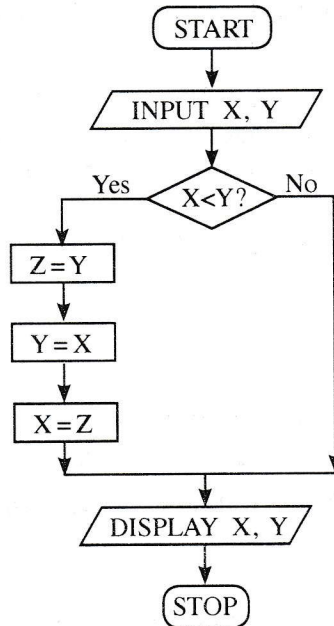 START
INPUT X, Y
X<Y?
Yes
No
Z=Y
Y=X
X=Z
DISPLAY X, Y
STOP